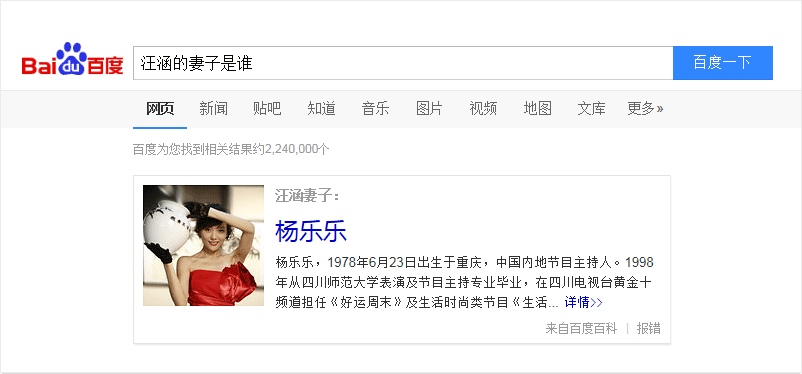 Bai du 百度 汪涵的妻子是谁 百度一下
网页 新闻 贴吧 知道 音乐 图片 视频 地图 文库 更多»
百度为您找到相关结果约2,240,000个
汪涵妻子：
杨乐乐
杨乐乐，1978年6月23日出生于重庆，中国内地节目主持人。1998
年从四川师范大学表演及节目主持专业毕业，在四川电视台黄金十
频道担任《好运周末》及生活时尚类节目《生活... 详情>>
来自百度百科 | 报错